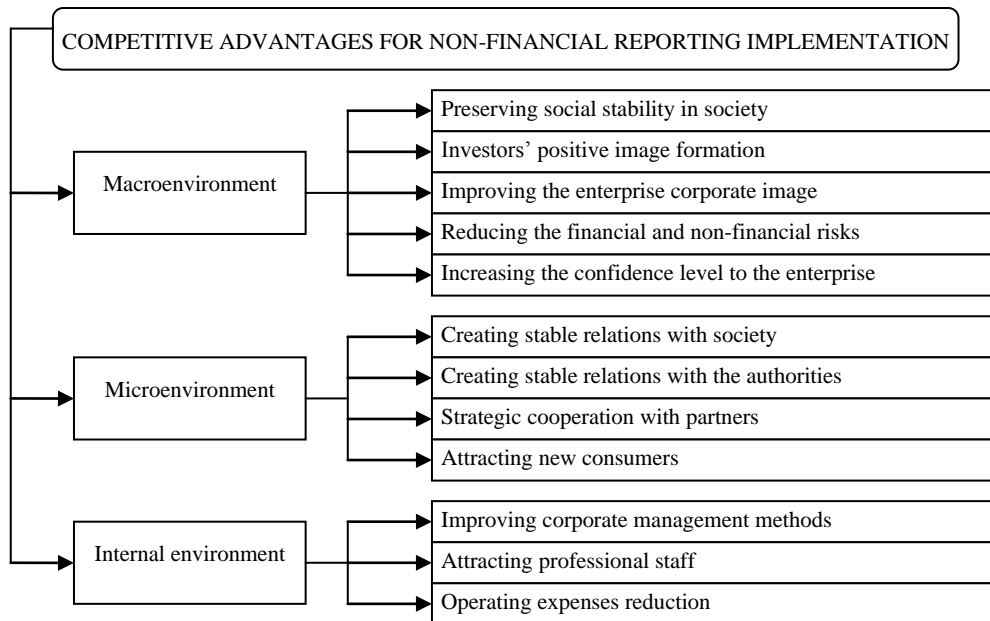 COMPETITIVE ADVANTAGES FOR NON-FINANCIAL REPORTING IMPLEMENTATION
Macroenvironment
Preserving social stability in society
Investors’ positive image formation
Improving the enterprise corporate image
Reducing the financial and non-financial risks
Increasing the confidence level to the enterprise
Microenvironment
Creating stable relations with society
Creating stable relations with the authorities
Strategic cooperation with partners
Attracting new consumers
Internal environment
Improving corporate management methods
Attracting professional staff
Operating expenses reduction